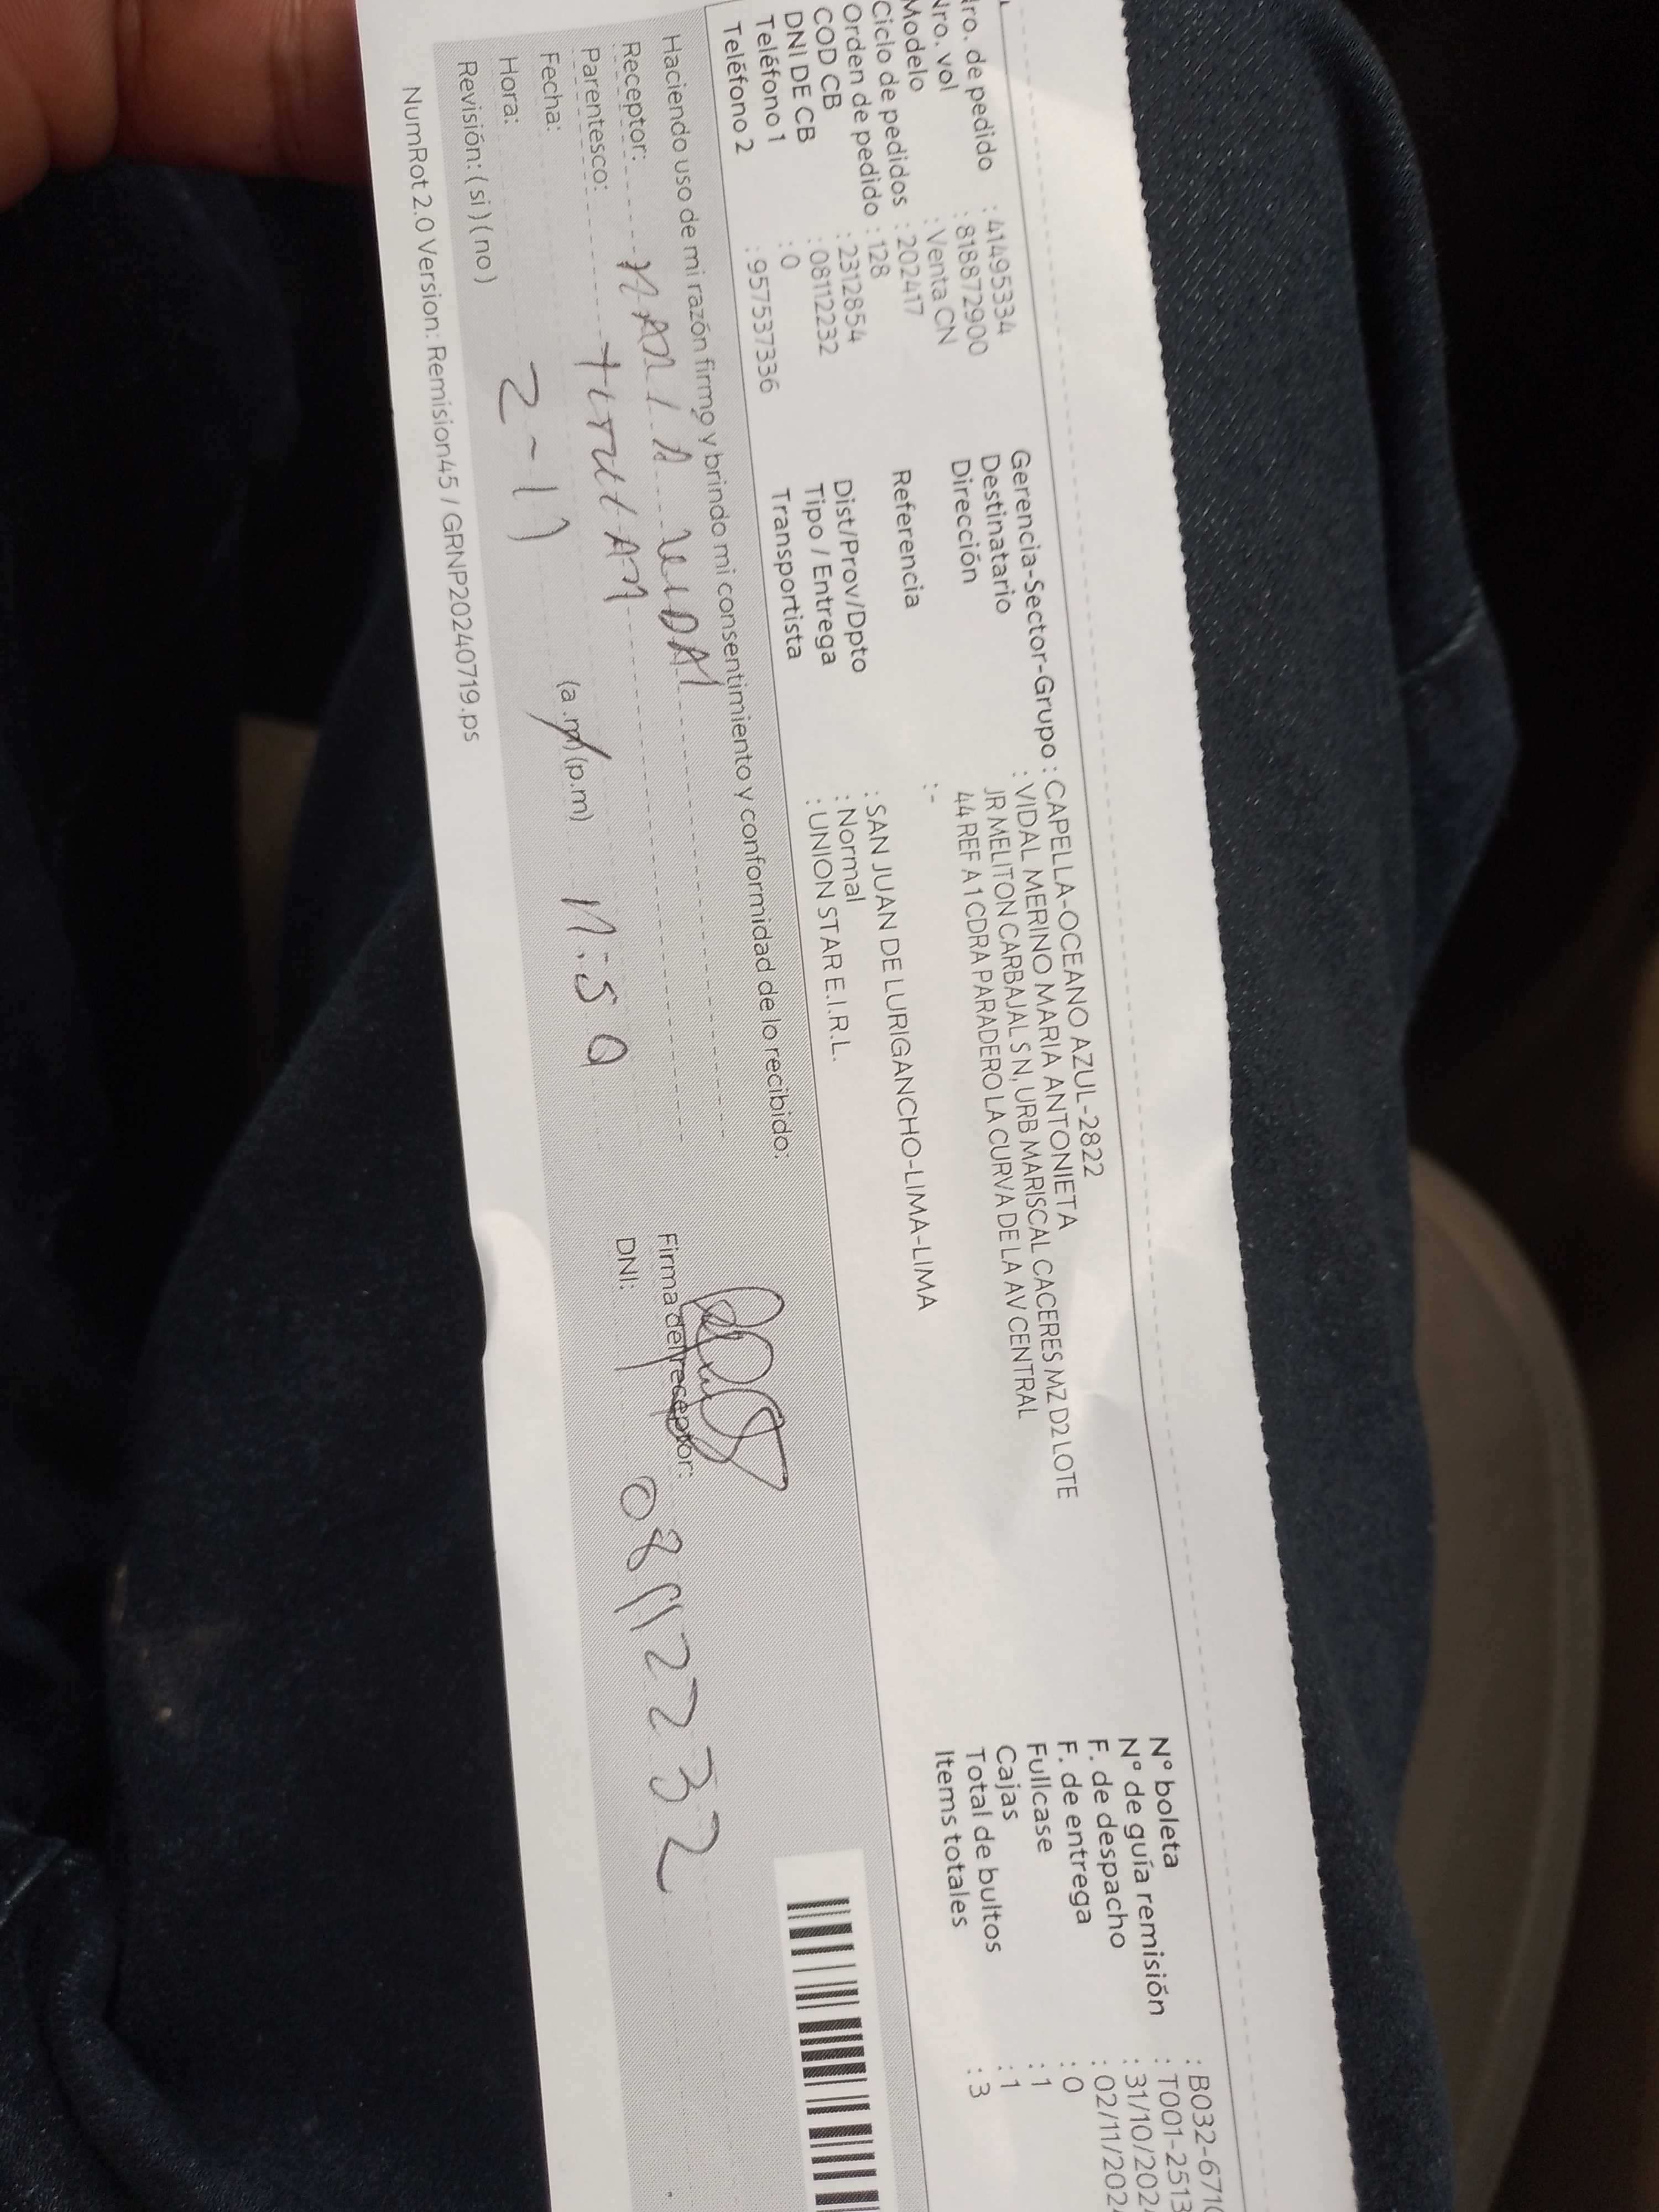 Nro. de pedido : 41495334
Nro. vol : 818872900
Modelo : Venta CN
Ciclo de pedidos : 202417
Orden de pedido : 128
COD CB : 2312854
DNI DE CB : 08112232
Teléfono 1 : 0
Teléfono 2 : 957537336
Gerencia-Sector-Grupo : CAPELLA-OCEANO AZUL-2822
Destinatario : VIDAL MERINO MARIA ANTONIETA
Dirección JR MELITON CARBAJAL S N, URB MARISCAL CACERES MZ D2 LOTE
44 REF A 1 CDRA PARADERO LA CURVA DE LA AV CENTRAL
Referencia : -
Dist/Prov/Dpto : SAN JUAN DE LURIGANCHO-LIMA-LIMA
Tipo / Entrega : Normal
Transportista : UNION STAR E.I.R.L.
N° boleta : B032-6710
N° de guía remisión : T001-2513
F. de despacho : 31/10/202
F. de entrega : 02/11/202
Fullcase : 0
Cajas : 1
Total de bultos : 1
Items totales : 3
Haciendo uso de mi razón firmo y brindo mi consentimiento y conformidad de lo recibido:
Receptor: MARIA VIDAL
Parentesco: TITULAR
Fecha: 2-11
Hora: (a.m) (p.m)
Revisión: ( si ) ( no )
Firma del receptor:
DNI: 08112232
NumRot 2.0 Version: Remision45 / GRNP20240719.ps